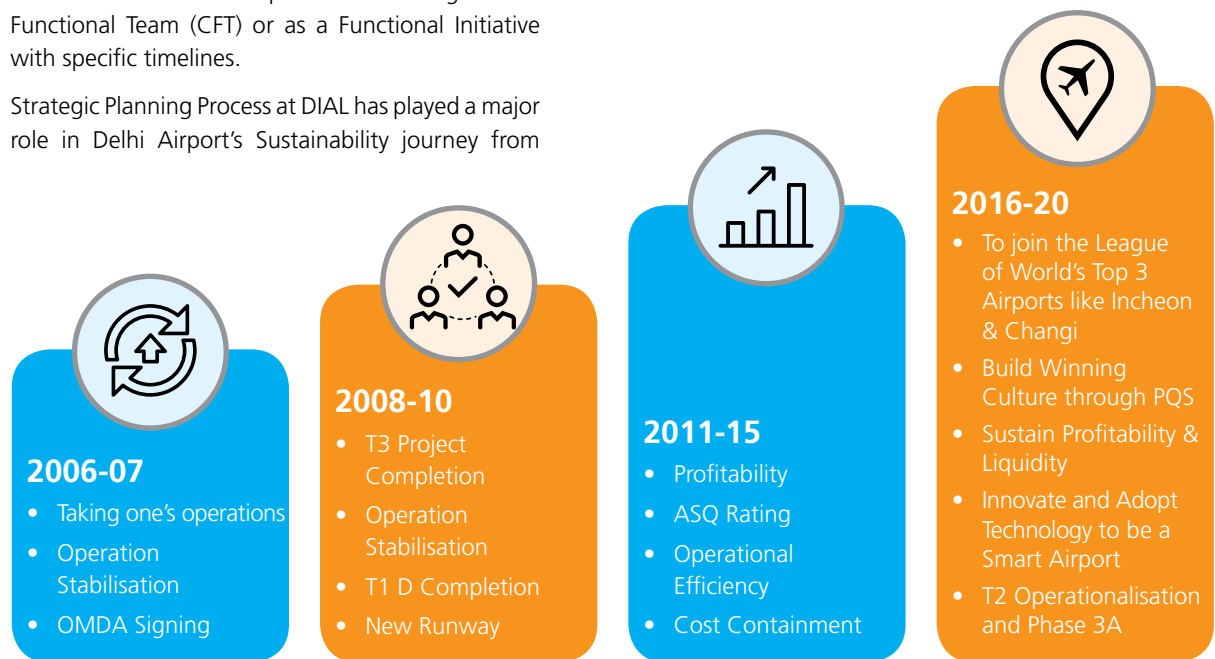 Functional Team (CFT) or as a Functional Initiative
with specific timelines.
Strategic Planning Process at DIAL has played a major
role in Delhi Airport's Sustainability journey from
2006-07
• Taking one's operations
• Operation
Stabilisation
• OMDA Signing
2008-10
• T3 Project
Completion
• Operation
Stabilisation
• T1 D Completion
• New Runway
2011-15
• Profitability
• ASQ Rating
• Operational
Efficiency
• Cost Containment
2016-20
• To join the League
of World's Top 3
Airports like Incheon
& Changi
• Build Winning
Culture through PQS
• Sustain Profitability &
Liquidity
• Innovate and Adopt
Technology to be a
Smart Airport
• T2 Operationalisation
and Phase 3A